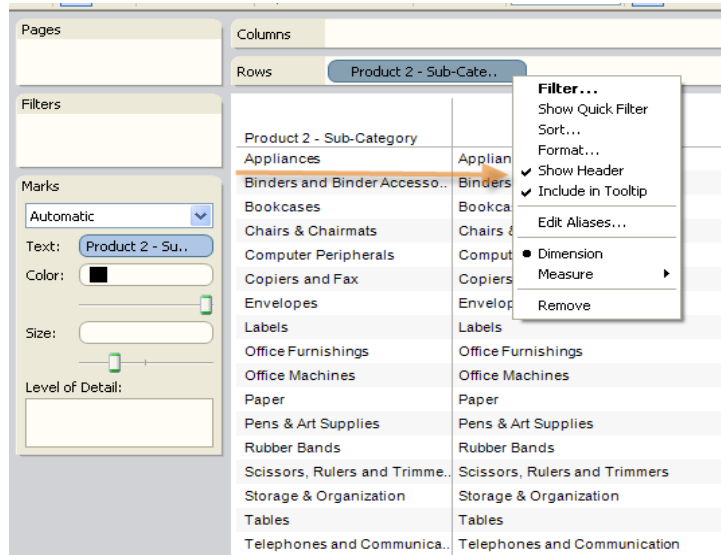 Pages
Columns
Rows
Product 2 - Sub-Cate..
Filters
Marks
Automatic
Text:
Product 2 - Su..
Color:
Size:
Level of Detail:
Filter...
Show Quick Filter
Sort...
Format...
Show Header
Include in Tooltip
Edit Aliases...
Dimension
Measure
Remove
Product 2 - Sub-Category
Appliances Applian
Binders and Binder Accesso.. Binders
Bookcases Bookca
Chairs & Chairmats Chairs &
Computer Peripherals Comput
Copiers and Fax Copiers
Envelopes Envelop
Labels Labels
Office Furnishings Office Furnishings
Office Machines Office Machines
Paper Paper
Pens & Art Supplies Pens & Art Supplies
Rubber Bands Rubber Bands
Scissors, Rulers and Trimme.. Scissors, Rulers and Trimmers
Storage & Organization Storage & Organization
Tables Tables
Telephones and Communica.. Telephones and Communication